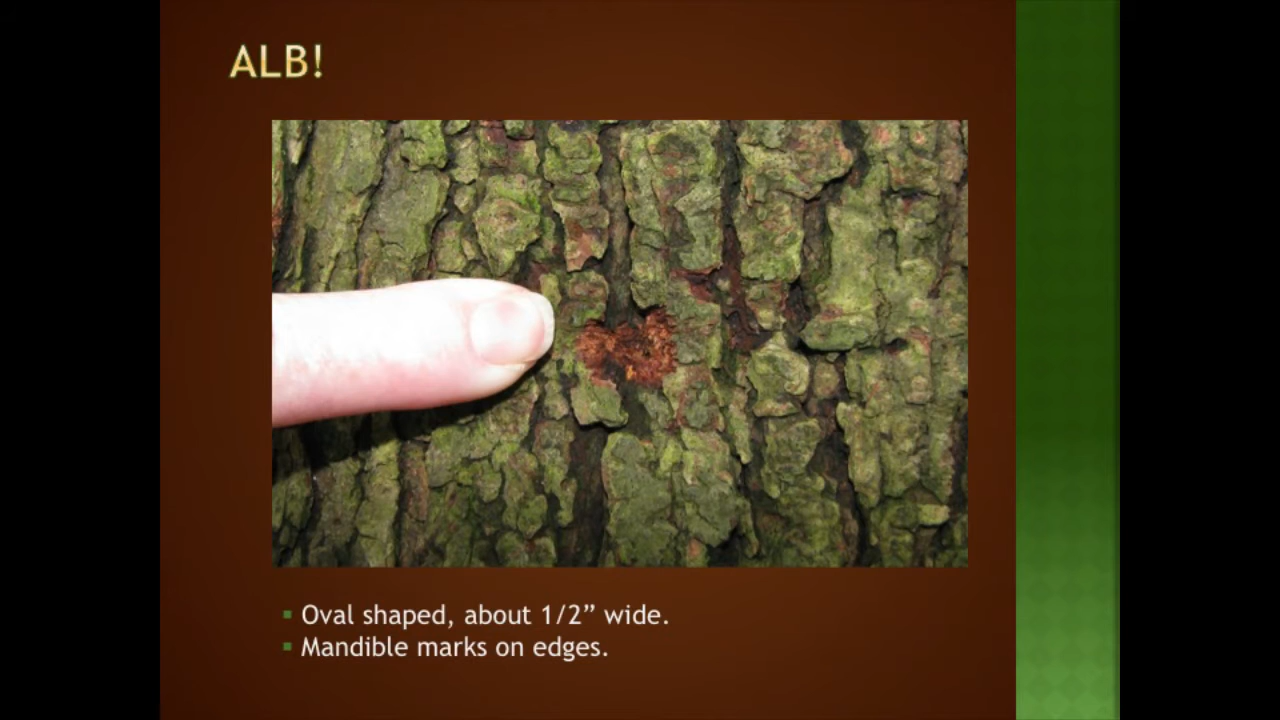 ALB!
Oval shaped, about 1/2” wide.
Mandible marks on edges.